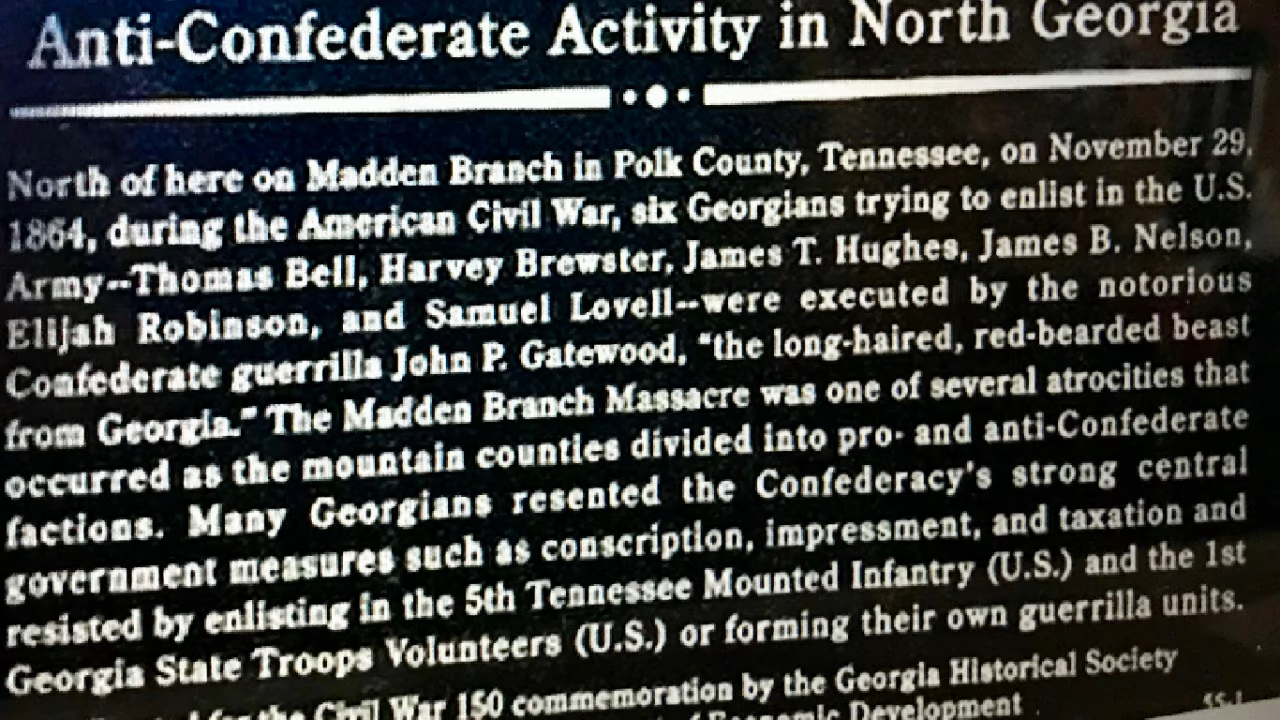 Anti-Confederate Activity in North Georgia
North of here on Madden Branch in Polk County, Tennessee, on November 29,
1864, during the American Civil War, six Georgians trying to enlist in the U.S.
Army--Thomas Bell, Harvey Brewster, James T. Hughes, James B. Nelson,
Elijah Robinson, and Samuel Lovell--were executed by the notorious
Confederate guerrilla John P. Gatewood, "the long-haired, red-bearded beast
from Georgia." The Madden Branch Massacre was one of several atrocities that
occurred as the mountain counties divided into pro- and anti-Confederate
factions. Many Georgians resented the Confederacy's strong central
government measures such as conscription, impressment, and taxation and
resisted by enlisting in the 5th Tennessee Mounted Infantry (U.S.) and the 1st
Georgia State Troops Volunteers (U.S.) or forming their own guerrilla units.
for the Civil War 150 commemoration by the Georgia Historical Society
Economic Development